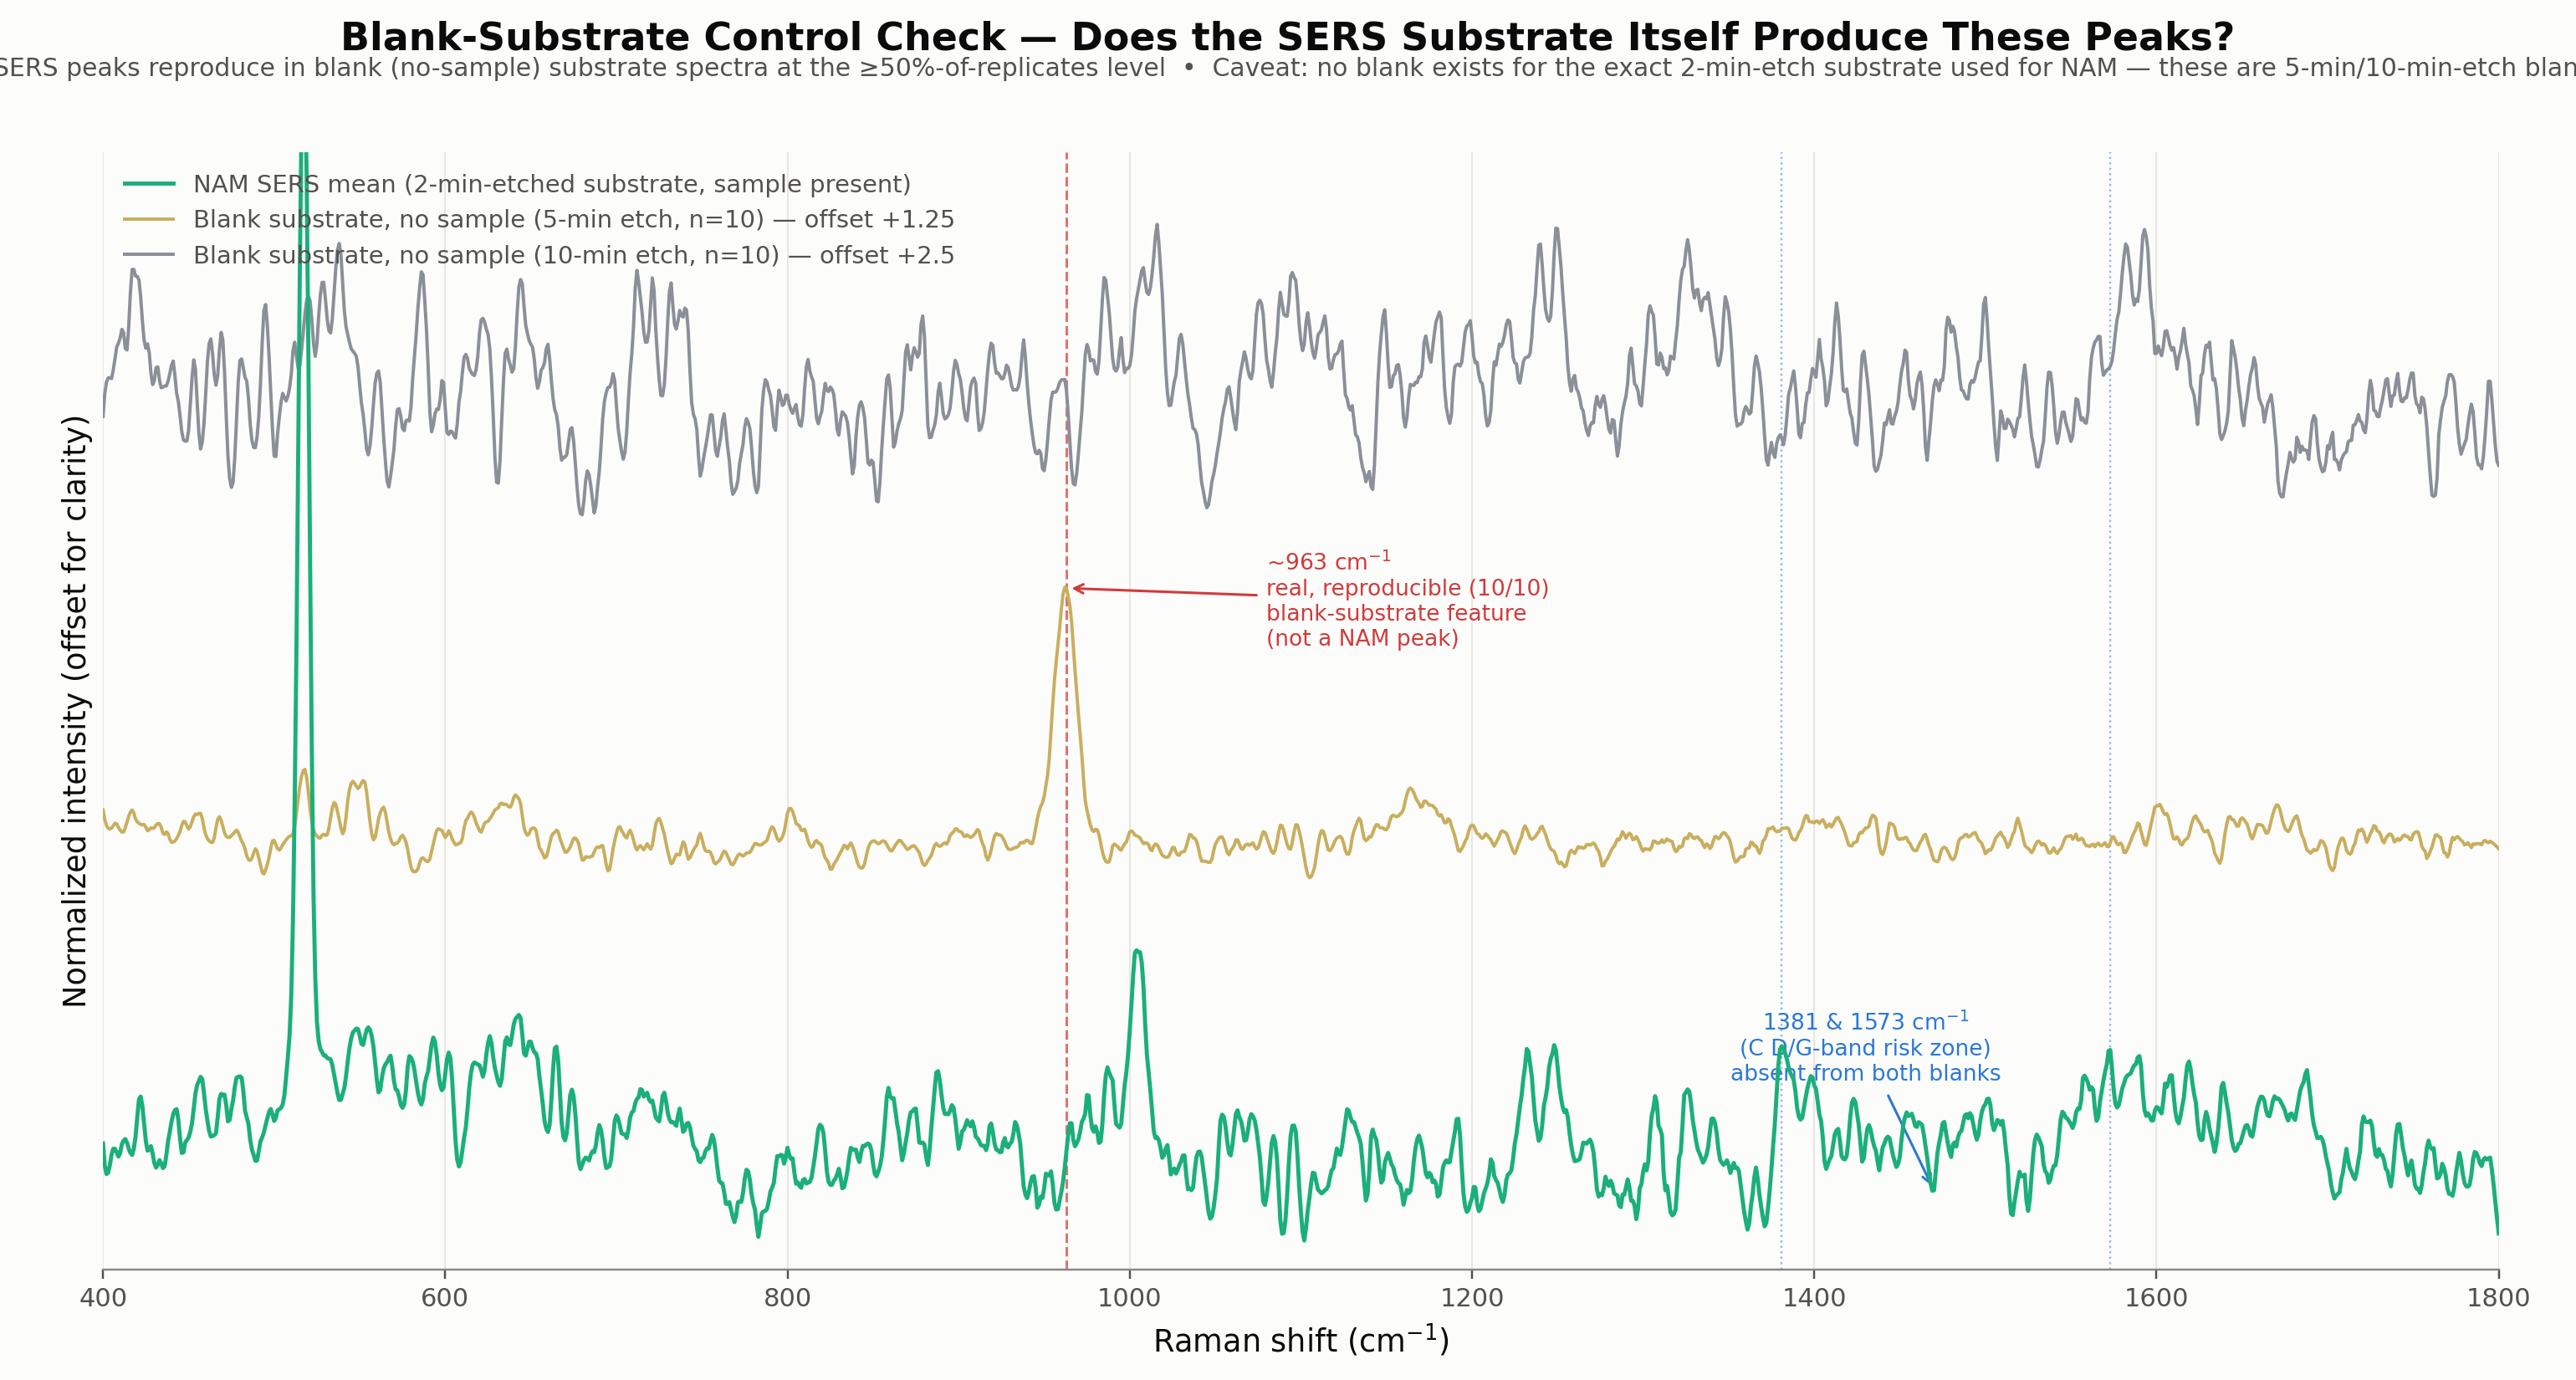 Blank-Substrate Control Check — Does the SERS Substrate Itself Produce These Peaks?
SERS peaks reproduce in blank (no-sample) substrate spectra at the ≥50%-of-replicates level • Caveat: no blank exists for the exact 2-min-etch substrate used for NAM — these are 5-min/10-min-etch blan
NAM SERS mean (2-min-etched substrate, sample present)
Blank substrate, no sample (5-min etch, n=10) — offset +1.25
Blank substrate, no sample (10-min etch, n=10) — offset +2.5
~963 cm⁻¹
real, reproducible (10/10)
blank-substrate feature
(not a NAM peak)
1381 & 1573 cm⁻¹
(C D/G-band risk zone)
absent from both blanks
Normalized intensity (offset for clarity)
400 600 800 1000 1200 1400 1600 1800
Raman shift (cm⁻¹)